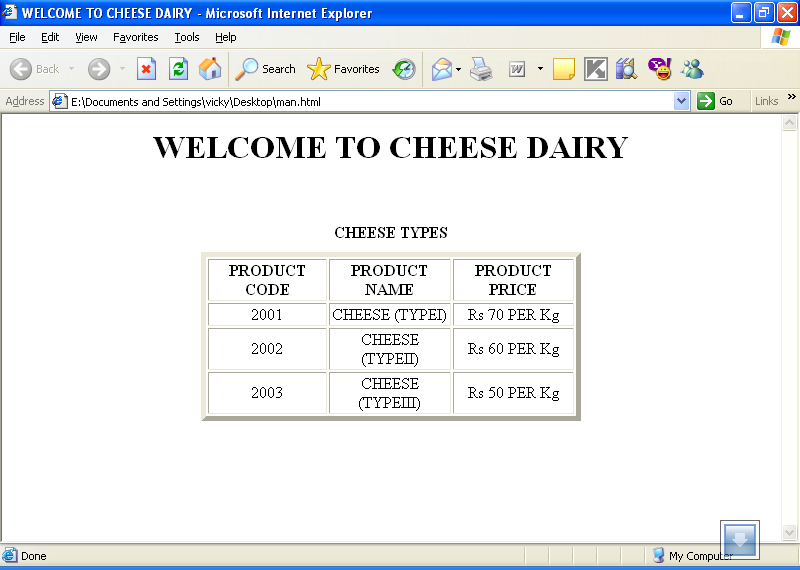 WELCOME TO CHEESE DAIRY - Microsoft Internet Explorer
File Edit View Favorites Tools Help
Back Search Favorites
Address E:\Documents and Settings\vicky\Desktop\man.html Go Links »
WELCOME TO CHEESE DAIRY
CHEESE TYPES
PRODUCT CODE PRODUCT NAME PRODUCT PRICE
2001 CHEESE (TYPEI) Rs 70 PER Kg
2002 CHEESE (TYPEII) Rs 60 PER Kg
2003 CHEESE (TYPEIII) Rs 50 PER Kg
Done My Computer